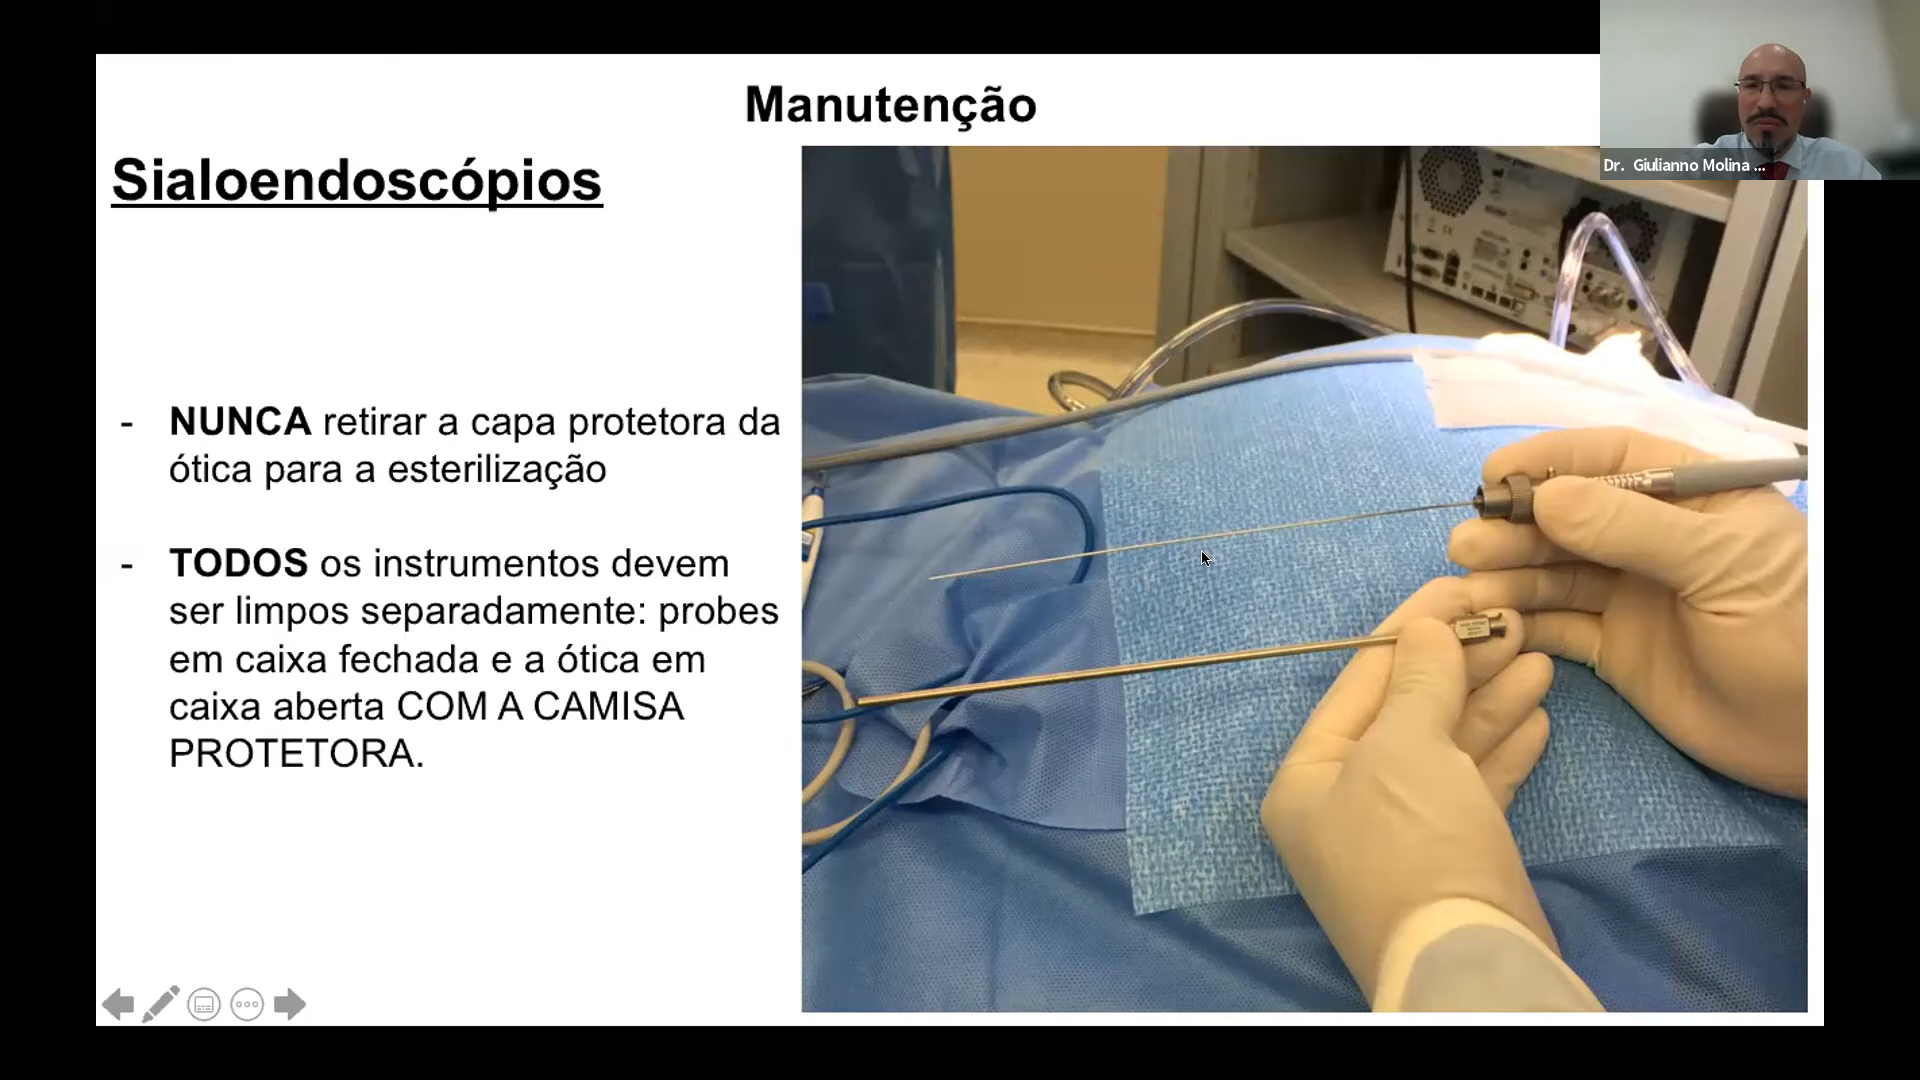 Manutenção
Dr. Giulianno Molina ...
Sialoendoscópios
- NUNCA retirar a capa protetora da
ótica para a esterilização
- TODOS os instrumentos devem
ser limpos separadamente: probes
em caixa fechada e a ótica em
caixa aberta COM A CAMISA
PROTETORA.